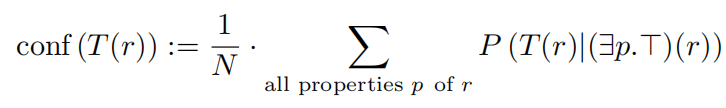 conf (T(r)) := 1/N · ∑ P (T(r)|(∃p.⊤)(r))
all properties p of r